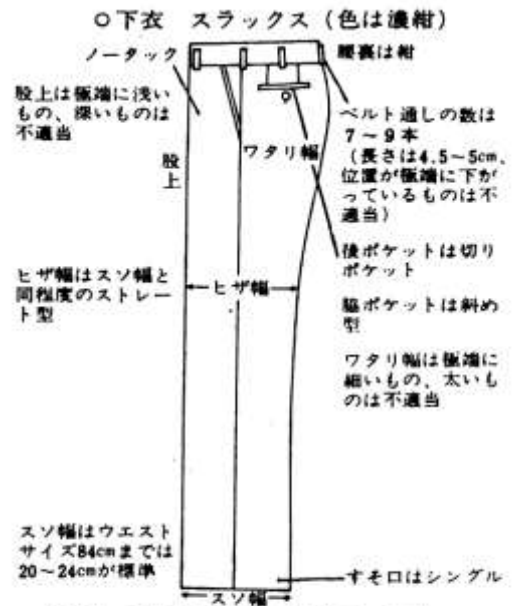 ○下衣 スラックス（色は濃紺）
ノータック
腰裏は紺
股上は極端に浅い
もの、深いものは
不適当
股上
ワタリ幅
ベルト通しの数は
7～9本
（長さは4.5～5cm、
位置が極端に下が
っているものは不
適当）
後ポケットは切り
ポケット
ヒザ幅はスソ幅と
同程度のストレー
ト型
ヒザ幅
脇ポケットは斜め
型
ワタリ幅は極端に
細いもの、太いも
のは不適当
スソ幅はウエスト
サイズ84cmまでは
20～24cmが標準
すそ口はシングル
スソ幅